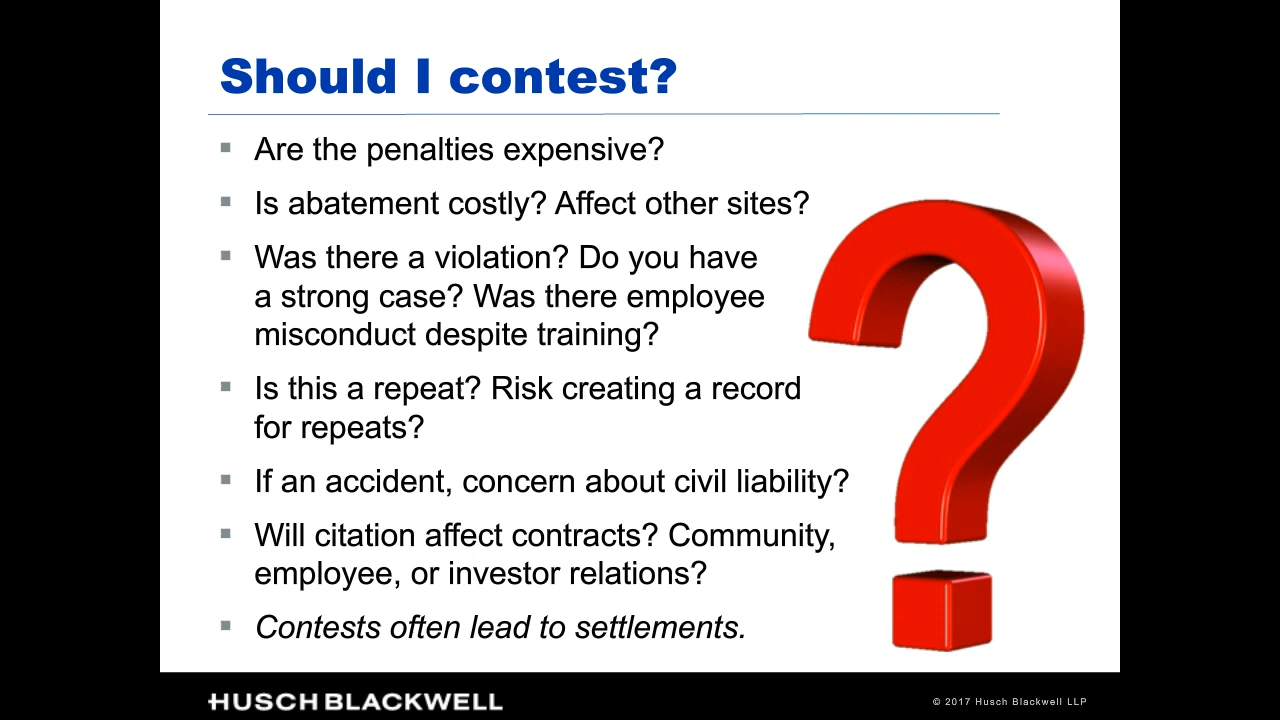 Should I contest?
▪ Are the penalties expensive?
▪ Is abatement costly? Affect other sites?
▪ Was there a violation? Do you have
a strong case? Was there employee
misconduct despite training?
▪ Is this a repeat? Risk creating a record
for repeats?
▪ If an accident, concern about civil liability?
▪ Will citation affect contracts? Community,
employee, or investor relations?
▪ Contests often lead to settlements.
HUSCH BLACKWELL
© 2017 Husch Blackwell LLP